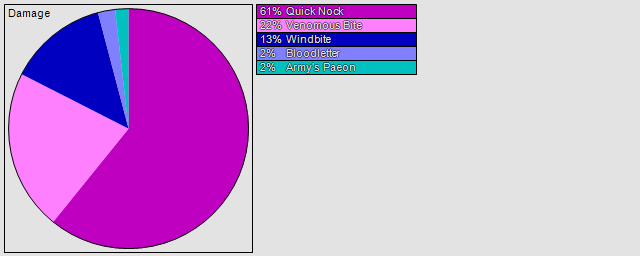 Damage
61% Quick Nock
22% Venomous Bite
13% Windbite
2% Bloodletter
2% Army's Paeon